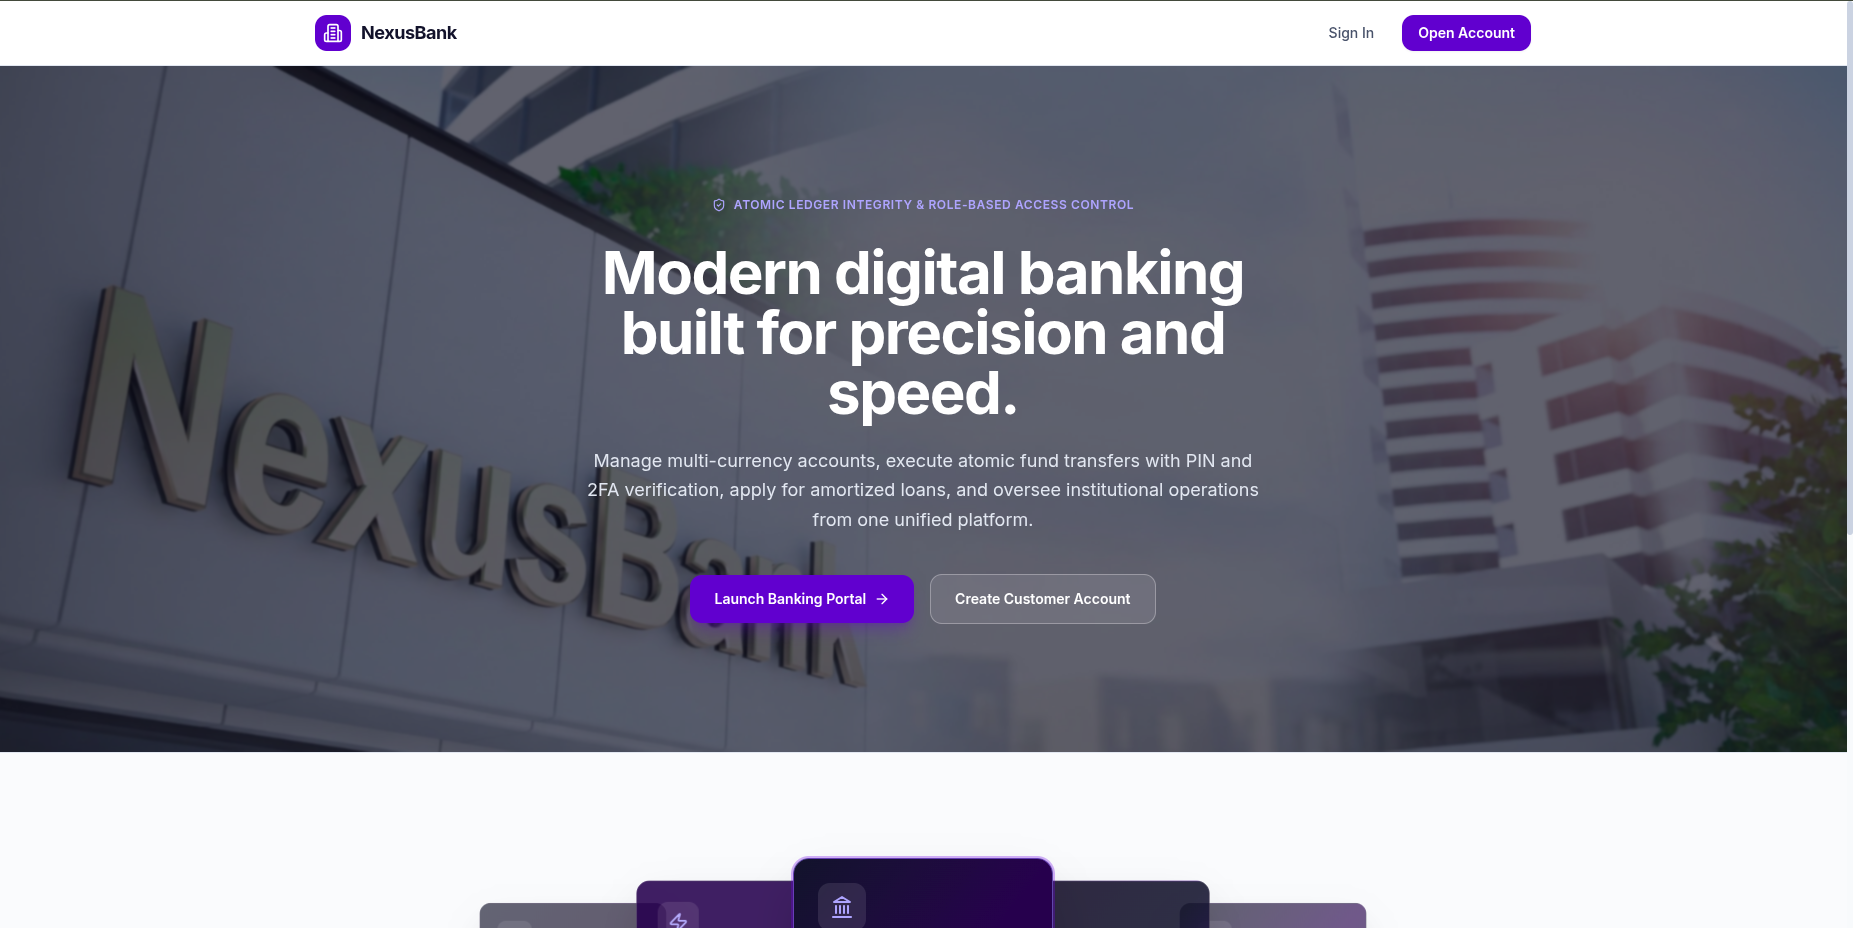 NexusBank
Sign In
Open Account
ATOMIC LEDGER INTEGRITY & ROLE-BASED ACCESS CONTROL
Modern digital banking
built for precision and
speed.
NexusBank
Manage multi-currency accounts, execute atomic fund transfers with PIN and
2FA verification, apply for amortized loans, and oversee institutional operations
from one unified platform.
Launch Banking Portal
Create Customer Account